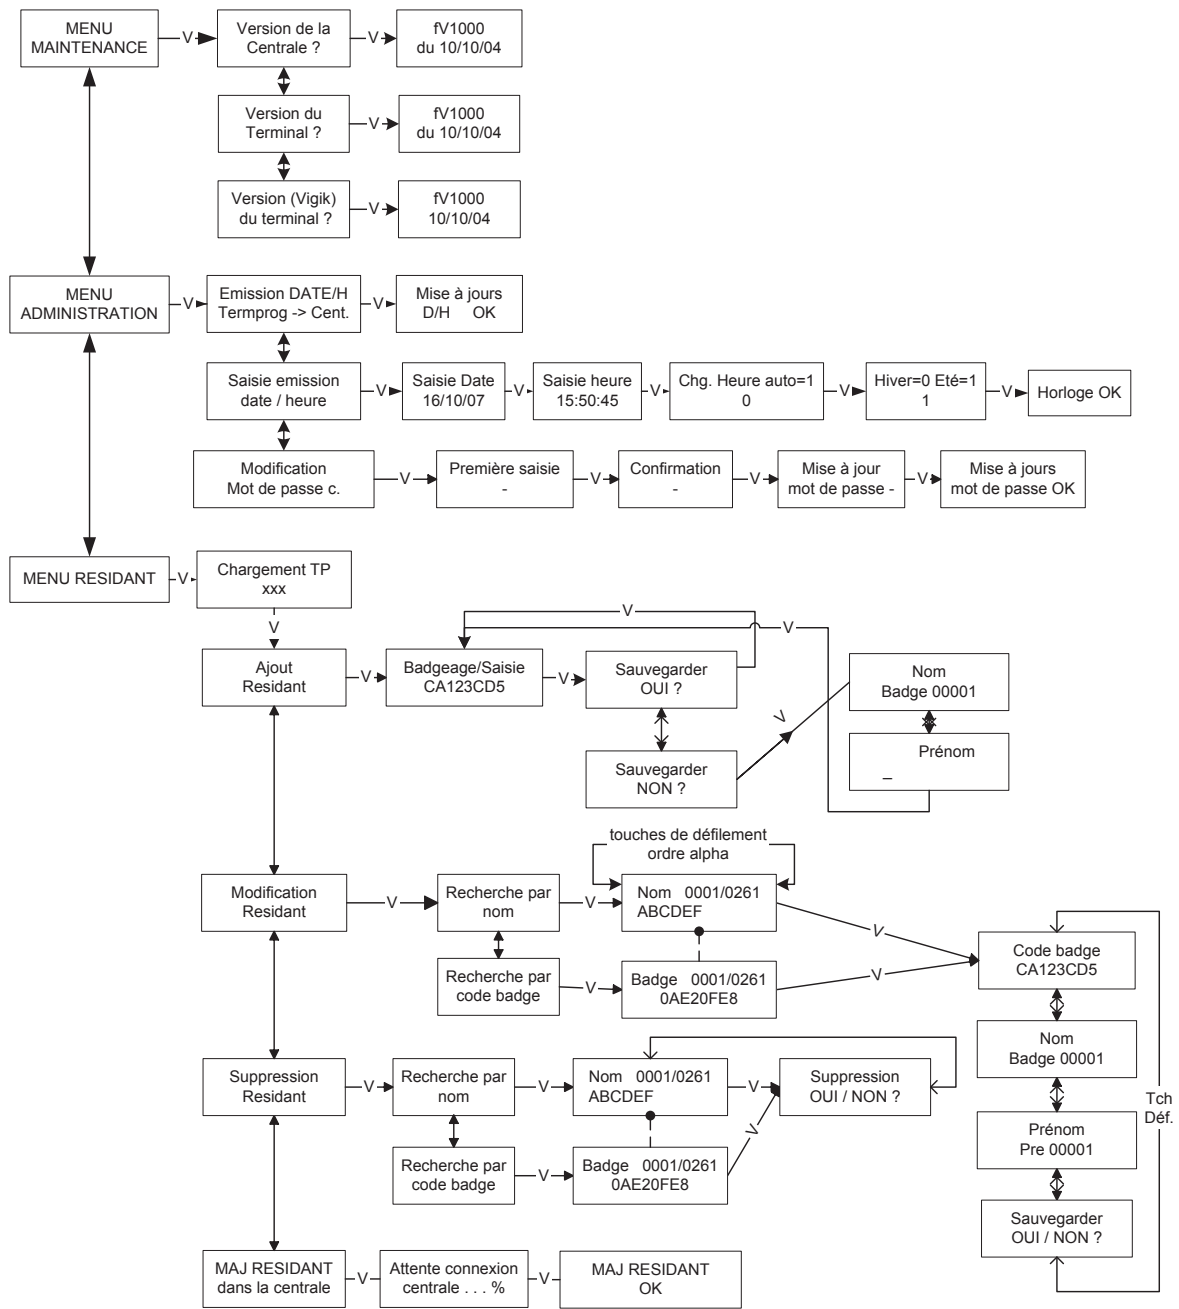 MENU
MAINTENANCE
V
Version de la
Centrale ?
V
fV1000
du 10/10/04
Version du
Terminal ?
V
fV1000
du 10/10/04
Version (Vigik)
du terminal ?
V
fV1000
10/10/04
MENU
ADMINISTRATION
V
Emission DATE/H
Termprog -> Cent.
V
Mise à jours
D/H OK
Saisie emission
date / heure
V
Saisie Date
16/10/07
V
Saisie heure
15:50:45
V
Chg. Heure auto=1
0
V
Hiver=0 Eté=1
1
V
Horloge OK
Modification
Mot de passe c.
V
Première saisie
-
V
Confirmation
-
V
Mise à jour
mot de passe -
V
Mise à jours
mot de passe OK
MENU RESIDANT
V
Chargement TP
xxx
V
Ajout
Residant
V
Badgeage/Saisie
CA123CD5
V
Sauvegarder
OUI ?
V
V
Sauvegarder
NON ?
V
Nom
Badge 00001
Prénom
_
touches de défilement
ordre alpha
Modification
Residant
V
Recherche par
nom
V
Nom 0001/0261
ABCDEF
V
Recherche par
code badge
V
Badge 0001/0261
0AE20FE8
V
Code badge
CA123CD5
Nom
Badge 00001
Prénom
Pre 00001
Sauvegarder
OUI / NON ?
Tch
Déf.
Suppression
Residant
V
Recherche par
nom
V
Nom 0001/0261
ABCDEF
V
Suppression
OUI / NON ?
Recherche par
code badge
V
Badge 0001/0261
0AE20FE8
V
MAJ RESIDANT
dans la centrale
V
Attente connexion
centrale . . . %
V
MAJ RESIDANT
OK